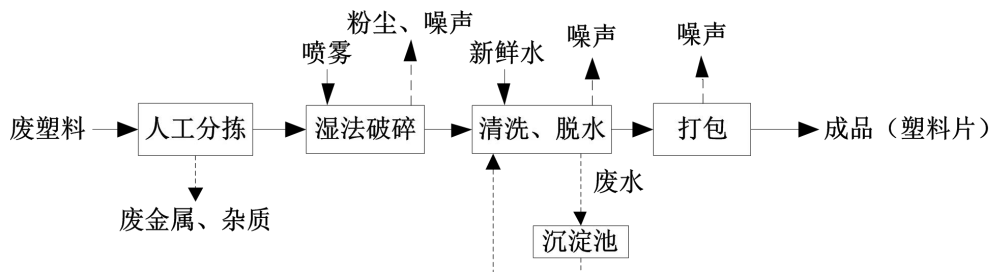 粉尘、噪声
喷雾
新鲜水
噪声
噪声
废塑料
人工分拣
湿法破碎
清洗、脱水
打包
成品（塑料片）
废金属、杂质
废水
沉淀池